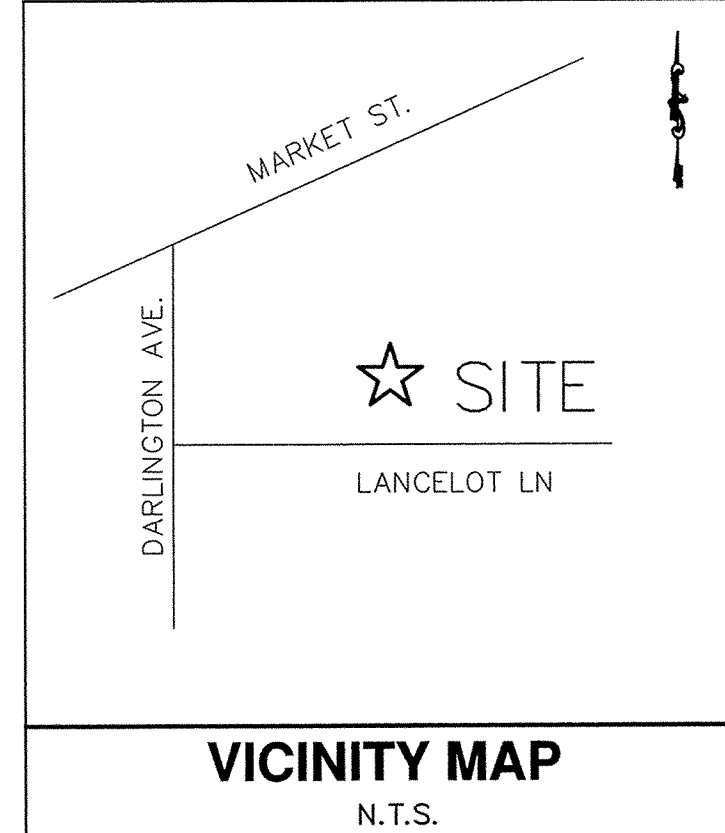 MARKET ST.
DARLINGTON AVE.
SITE
LANCELOT LN
VICINITY MAP
N.T.S.